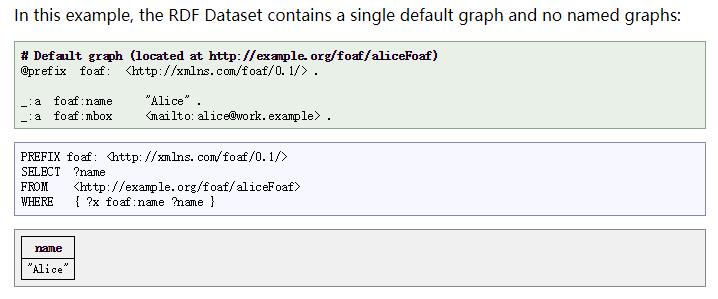 In this example, the RDF Dataset contains a single default graph and no named graphs:
# Default graph (located at http://example.org/foaf/aliceFoaf)
@prefix  foaf:  <http://xmlns.com/foaf/0.1/> .
_:a  foaf:name     "Alice" .
_:a  foaf:mbox     <mailto:alice@work.example> .
PREFIX foaf: <http://xmlns.com/foaf/0.1/>
SELECT  ?name
FROM    <http://example.org/foaf/aliceFoaf>
WHERE   { ?x foaf:name ?name }
name
"Alice"